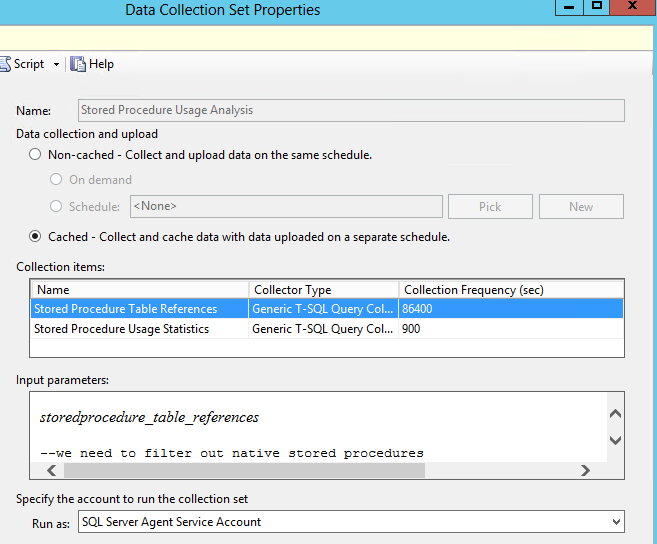 Data Collection Set Properties
Script Help
Name: Stored Procedure Usage Analysis
Data collection and upload
Non-cached - Collect and upload data on the same schedule.
On demand
Schedule: <None> Pick New
Cached - Collect and cache data with data uploaded on a separate schedule.
Collection items:
Name Collector Type Collection Frequency (sec)
Stored Procedure Table References Generic T-SQL Query Col... 86400
Stored Procedure Usage Statistics Generic T-SQL Query Col... 900
Input parameters:
storedprocedure_table_references
--we need to filter out native stored procedures
Specify the account to run the collection set
Run as: SQL Server Agent Service Account